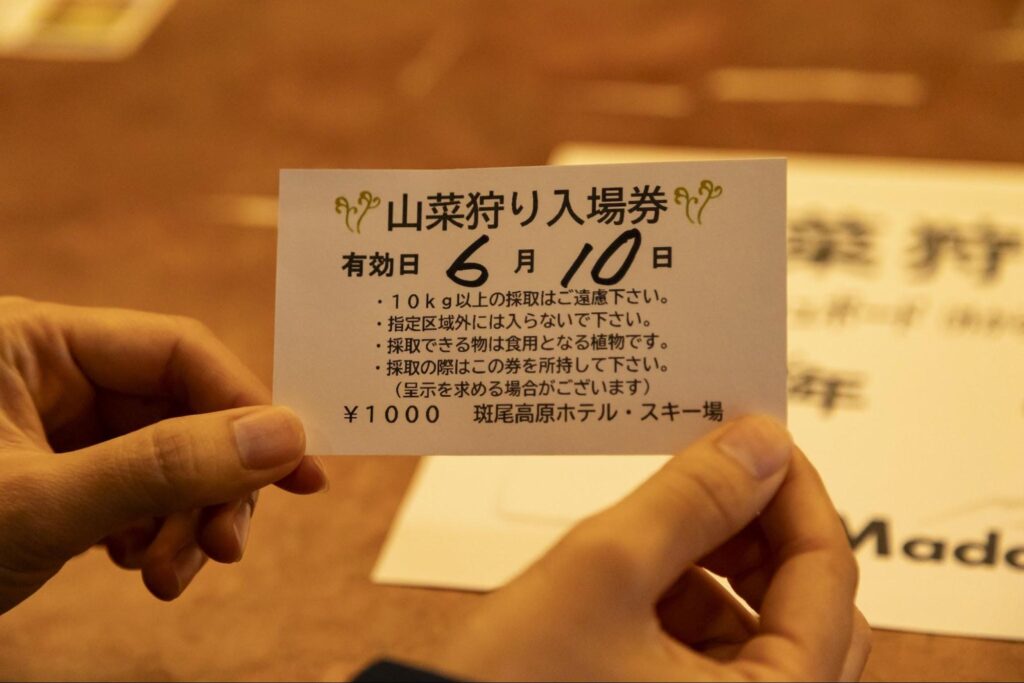 山菜狩り入場券
有効日 6 月 10 日
・１０ｋｇ以上の採取はご遠慮下さい。
・指定区域外には入らないで下さい。
・採取できる物は食用となる植物です。
・採取の際はこの券を所持して下さい。
（呈示を求める場合がございます）
￥１０００ 斑尾高原ホテル・スキー場
菜狩
年
Mada